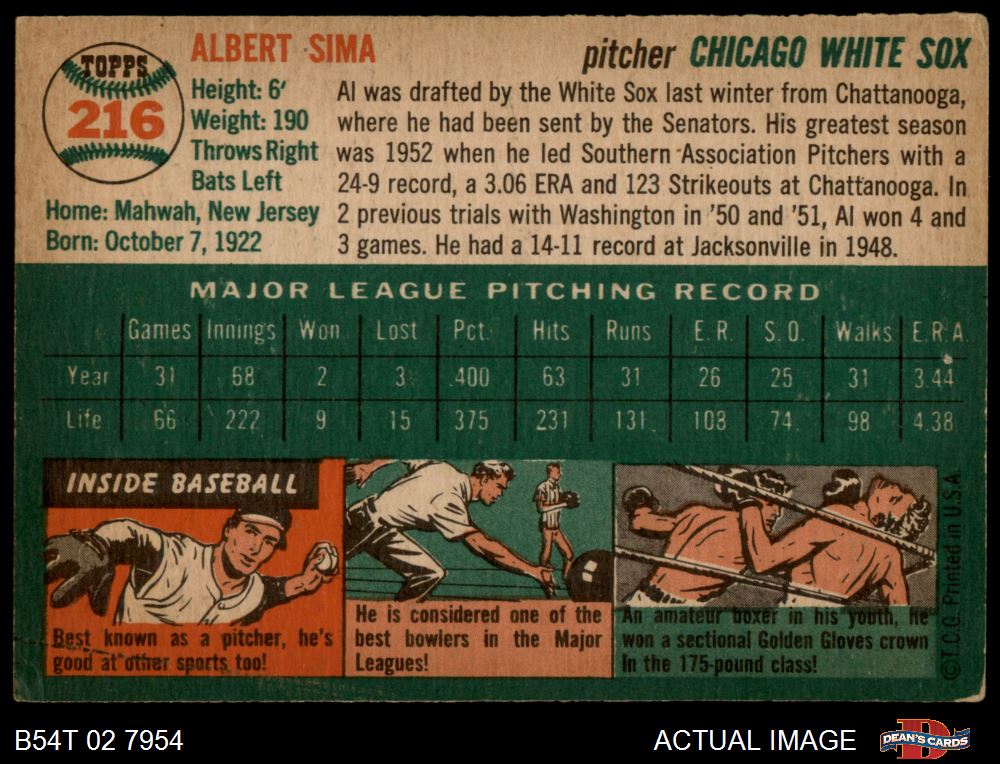 TOPPS
216
ALBERT SIMA
pitcher CHICAGO WHITE SOX
Height: 6'
Weight: 190
Throws Right
Bats Left
Home: Mahwah, New Jersey
Born: October 7, 1922
Al was drafted by the White Sox last winter from Chattanooga,
where he had been sent by the Senators. His greatest season
was 1952 when he led Southern Association Pitchers with a
24-9 record, a 3.06 ERA and 123 Strikeouts at Chattanooga. In
2 previous trials with Washington in '50 and '51, Al won 4 and
3 games. He had a 14-11 record at Jacksonville in 1948.
MAJOR LEAGUE PITCHING RECORD
Games Innings Won Lost Pct. Hits Runs E.R. S.O. Walks E.R.A.
Year 31 68 2 3 .400 63 31 26 25 31 3.44
Life 66 222 9 15 .375 231 131 108 74 98 4.38
INSIDE BASEBALL
Best known as a pitcher, he's
good at other sports too!
He is considered one of the
best bowlers in the Major
Leagues!
An amateur boxer in his youth, he
won a sectional Golden Gloves crown
in the 175-pound class!
©T.C.G. Printed in U.S.A.
B54T 02 7954
ACTUAL IMAGE
D
DEAN'S CARDS